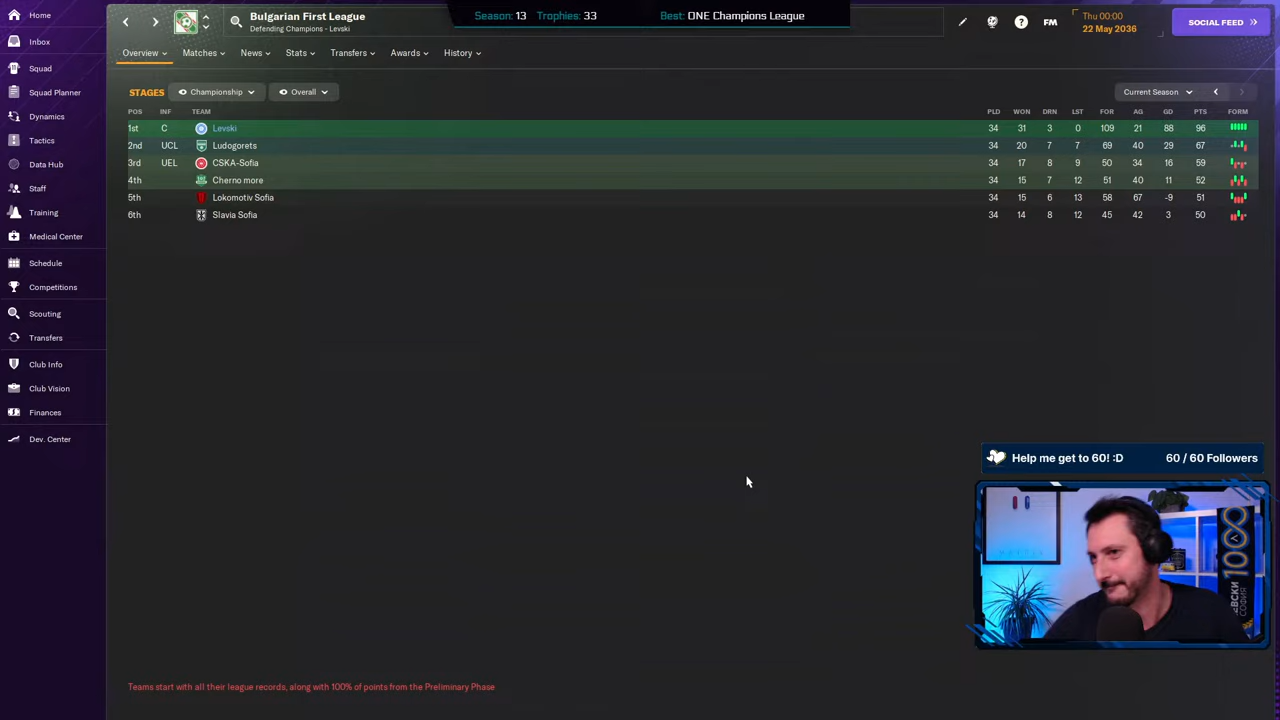 Season: 13 Trophies: 33 Best: ONE Champions League
Bulgarian First League
Defending Champions - Levski
FM
Thu 00:00
22 May 2036
SOCIAL FEED
Home
Inbox
Squad
Squad Planner
Dynamics
Tactics
Data Hub
Staff
Training
Medical Center
Schedule
Competitions
Scouting
Transfers
Club Info
Club Vision
Finances
Dev. Center
Overview Matches News Stats Transfers Awards History
STAGES Championship Overall Current Season
POS INF TEAM PLD WON DRN LST FOR AG GD PTS FORM
1st C Levski 34 31 3 0 109 21 88 96
2nd UCL Ludogorets 34 20 7 7 69 40 29 67
3rd UEL CSKA-Sofia 34 17 8 9 50 34 16 59
4th Cherno more 34 15 7 12 51 40 11 52
5th Lokomotiv Sofia 34 15 6 13 58 67 -9 51
6th Slavia Sofia 34 14 8 12 45 42 3 50
Help me get to 60! :D 60 / 60 Followers
ЕВСКИ
СОФИЯ
Teams start with all their league records, along with 100% of points from the Preliminary Phase